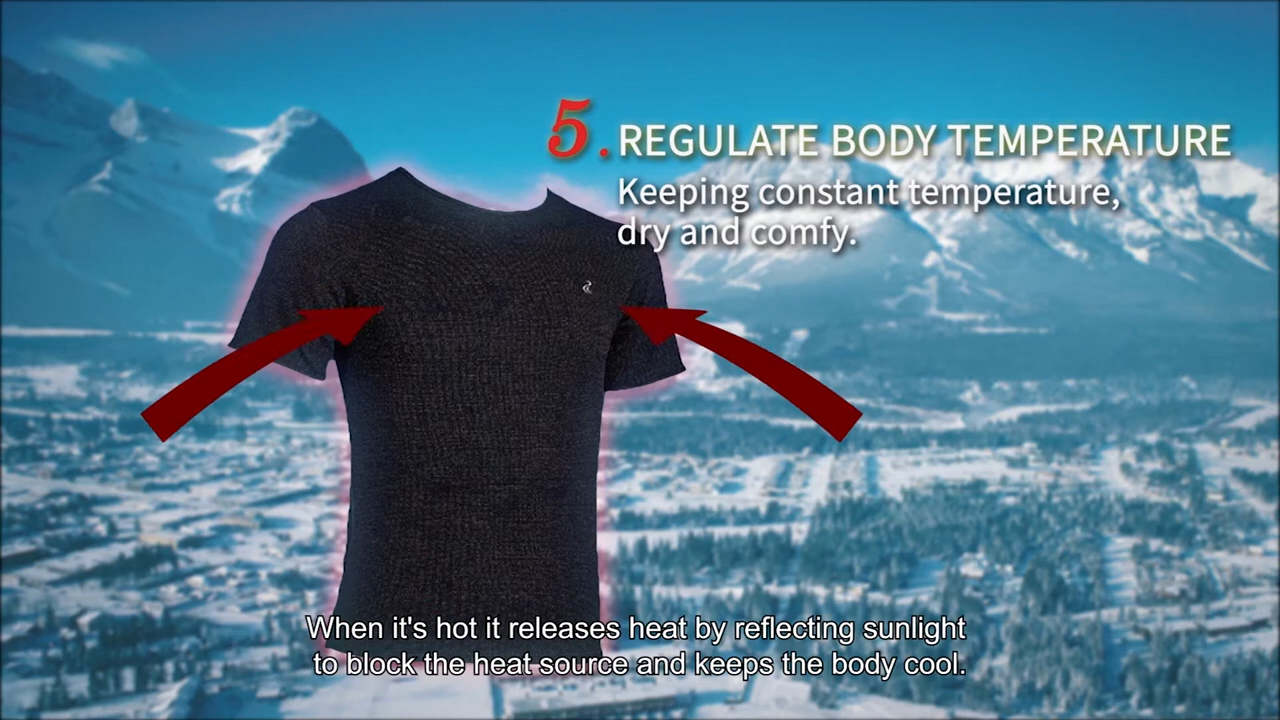 5. REGULATE BODY TEMPERATURE
Keeping constant temperature,
dry and comfy.
When it's hot it releases heat by reflecting sunlight
to block the heat source and keeps the body cool.